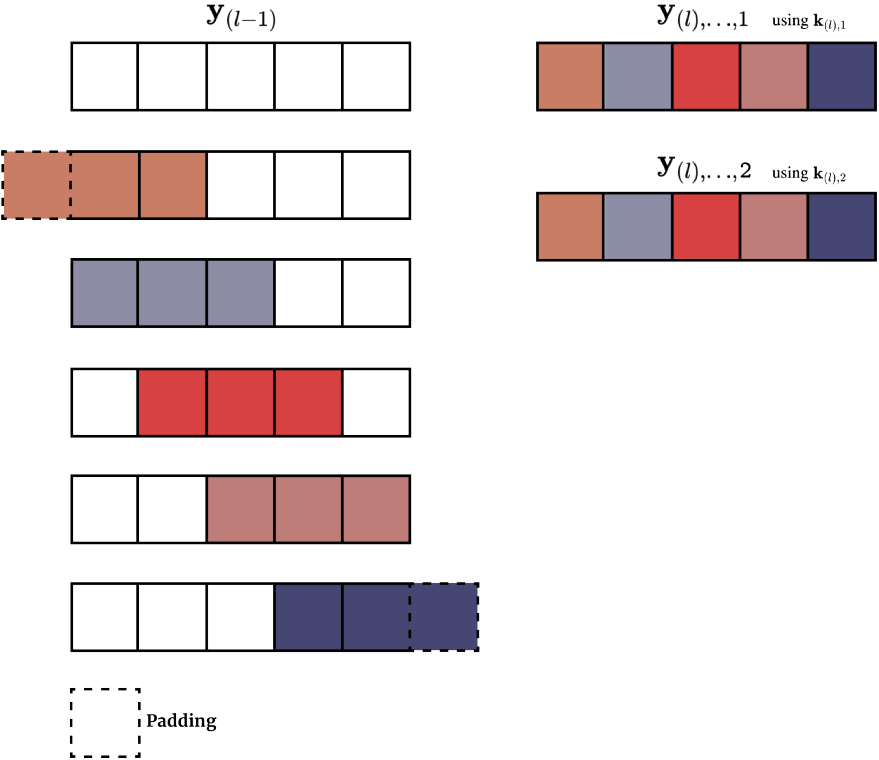 y(l−1)
y(l),...,1 using k(l),1
y(l),...,2 using k(l),2
Padding